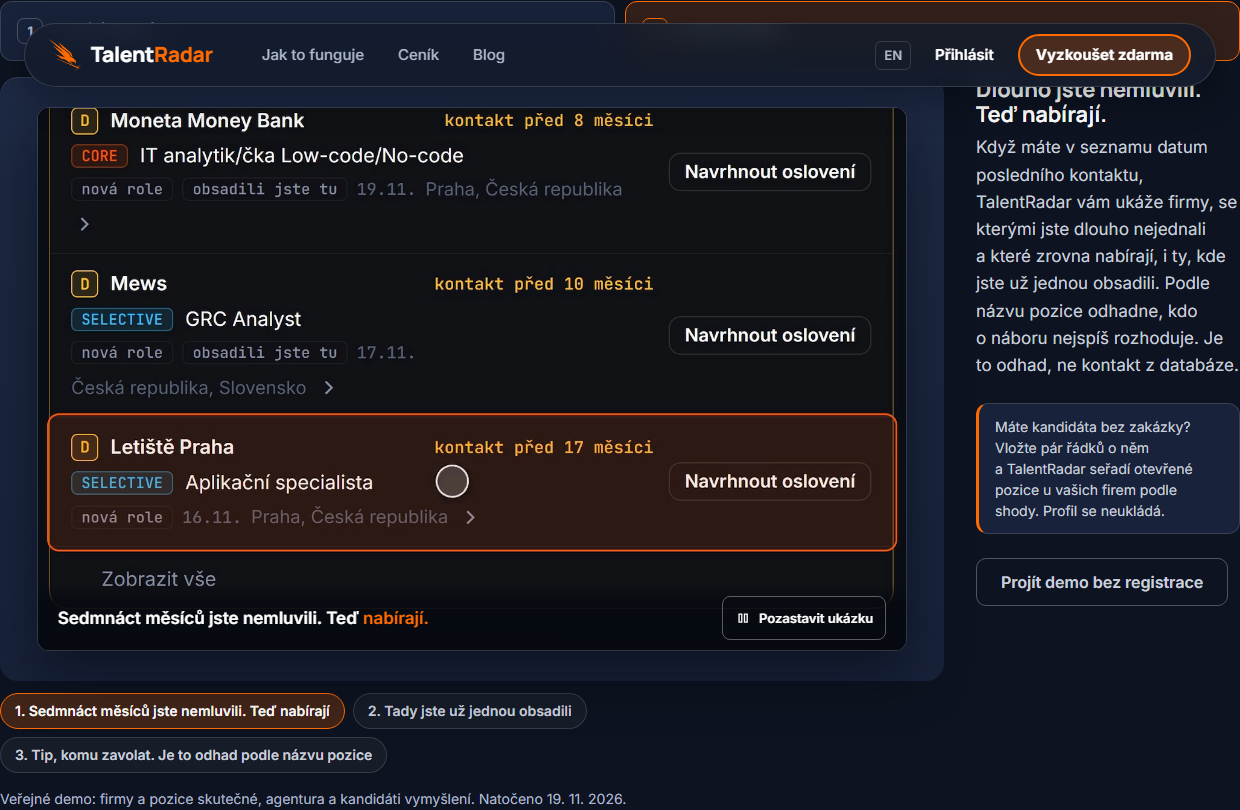 1
TalentRadar
Jak to funguje
Ceník
Blog
EN
Přihlásit
Vyzkoušet zdarma
D Moneta Money Bank kontakt před 8 měsíci
CORE IT analytik/čka Low-code/No-code
Navrhnout oslovení
nová role obsadili jste tu 19.11. Praha, Česká republika
D Mews kontakt před 10 měsíci
SELECTIVE GRC Analyst
Navrhnout oslovení
nová role obsadili jste tu 17.11.
Česká republika, Slovensko
D Letiště Praha kontakt před 17 měsíci
SELECTIVE Aplikační specialista
Navrhnout oslovení
nová role 16.11. Praha, Česká republika
Zobrazit vše
Sedmnáct měsíců jste nemluvili. Teď nabírají.
Pozastavit ukázku
Dlouho jste nemluvili.
Teď nabírají.
Když máte v seznamu datum
posledního kontaktu,
TalentRadar vám ukáže firmy, se
kterými jste dlouho nejednali
a které zrovna nabírají, i ty, kde
jste už jednou obsadili. Podle
názvu pozice odhadne, kdo
o náboru nejspíš rozhoduje. Je
to odhad, ne kontakt z databáze.
Máte kandidáta bez zakázky?
Vložte pár řádků o něm
a TalentRadar seřadí otevřené
pozice u vašich firem podle
shody. Profil se neukládá.
Projít demo bez registrace
1. Sedmnáct měsíců jste nemluvili. Teď nabírají
2. Tady jste už jednou obsadili
3. Tip, komu zavolat. Je to odhad podle názvu pozice
Veřejné demo: firmy a pozice skutečné, agentura a kandidáti vymyšlení. Natočeno 19. 11. 2026.